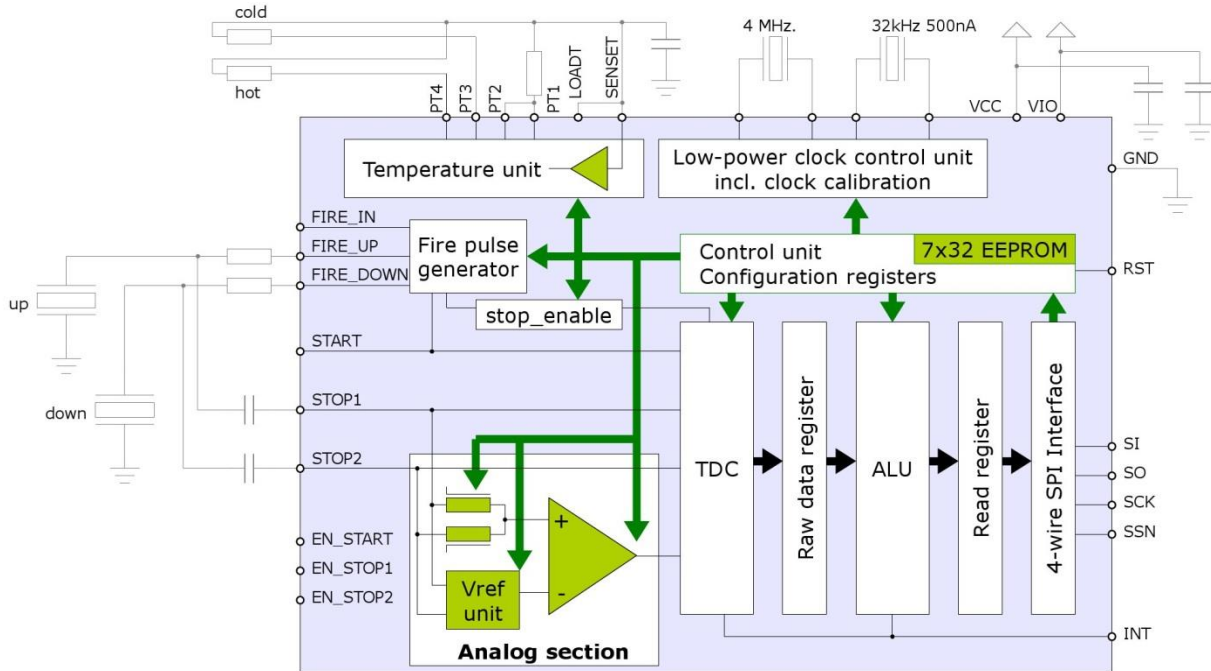 cold
hot
4 MHz.
32kHz 500nA
PT4
PT3
PT2
PT1
LOADT
SENSET
VCC
VIO
GND
Temperature unit
Low-power clock control unit
incl. clock calibration
FIRE_IN
FIRE_UP
FIRE_DOWN
Fire pulse
generator
Control unit
Configuration registers
7x32 EEPROM
RST
up
stop_enable
START
down
STOP1
STOP2
TDC
Raw data register
ALU
Read register
4-wire SPI Interface
SI
SO
SCK
SSN
EN_START
EN_STOP1
EN_STOP2
+
-
Vref
unit
Analog section
INT